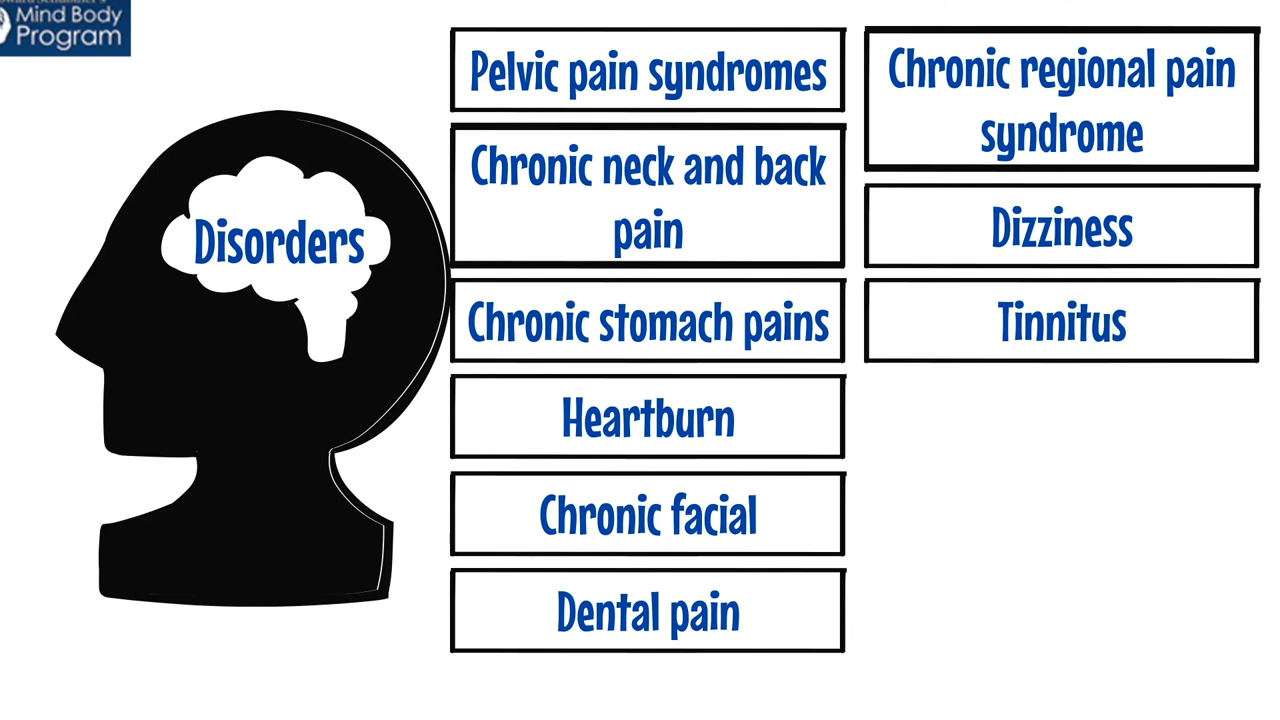 Mind Body
Program
Disorders
Pelvic pain syndromes
Chronic neck and back
pain
Chronic stomach pains
Heartburn
Chronic facial
Dental pain
Chronic regional pain
syndrome
Dizziness
Tinnitus